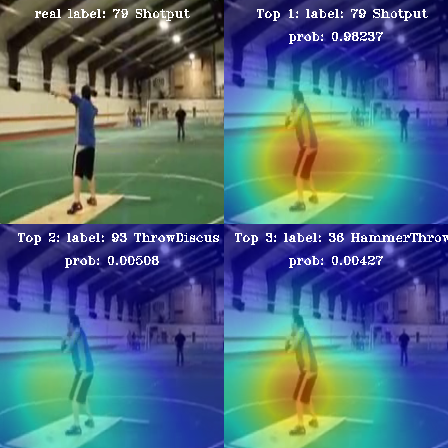 real label: 79 Shotput
Top 1: label: 79 Shotput
prob: 0.98237
Top 2: label: 93 ThrowDiscus
prob: 0.00508
Top 3: label: 36 HammerThrow
prob: 0.00427